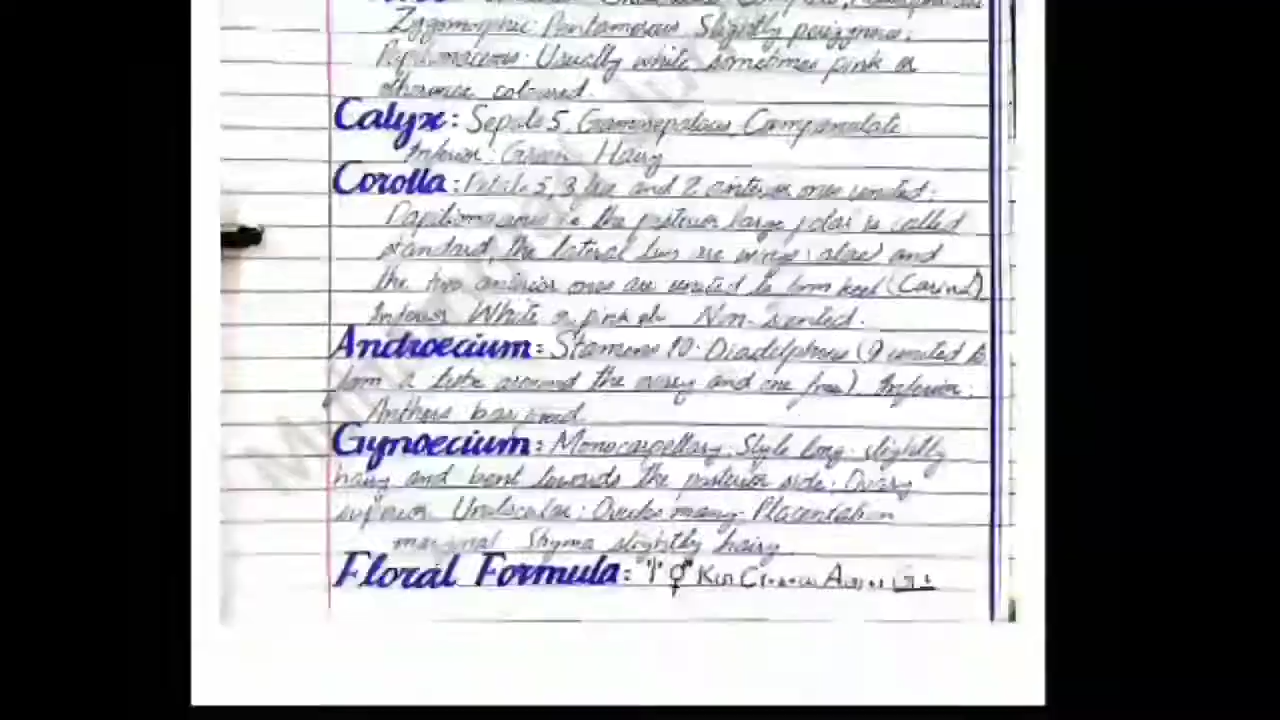 Zygomorphic. Pentamerous. Slightly perigynous.
Papilionaceous. Usually white sometimes pink or
otherwise coloured.
Calyx: Sepals 5, Gamosepalous, Campanulate
Inferior. Green. Hairy
Corolla: Petals 5, 3 free and 2 anterior ones united.
Papilionaceous i.e the posterior large petal is called
standard, the lateral two are wings (alae) and
the two anterior ones are united to form keel (Carina)
Inferior White or pinkish Non-scented.
Androecium: Stamens 10. Diadelphous (9 united to
form a tube around the ovary and one free). Inferior.
Anthers
Gynoecium: Monocarpellary. Style long. slightly
hairy and bent towards the posterior side. Ovary
superior. Unilocular. Ovules many. Placentation
marginal Stigma slightly hairy.
Floral Formula: ⚥